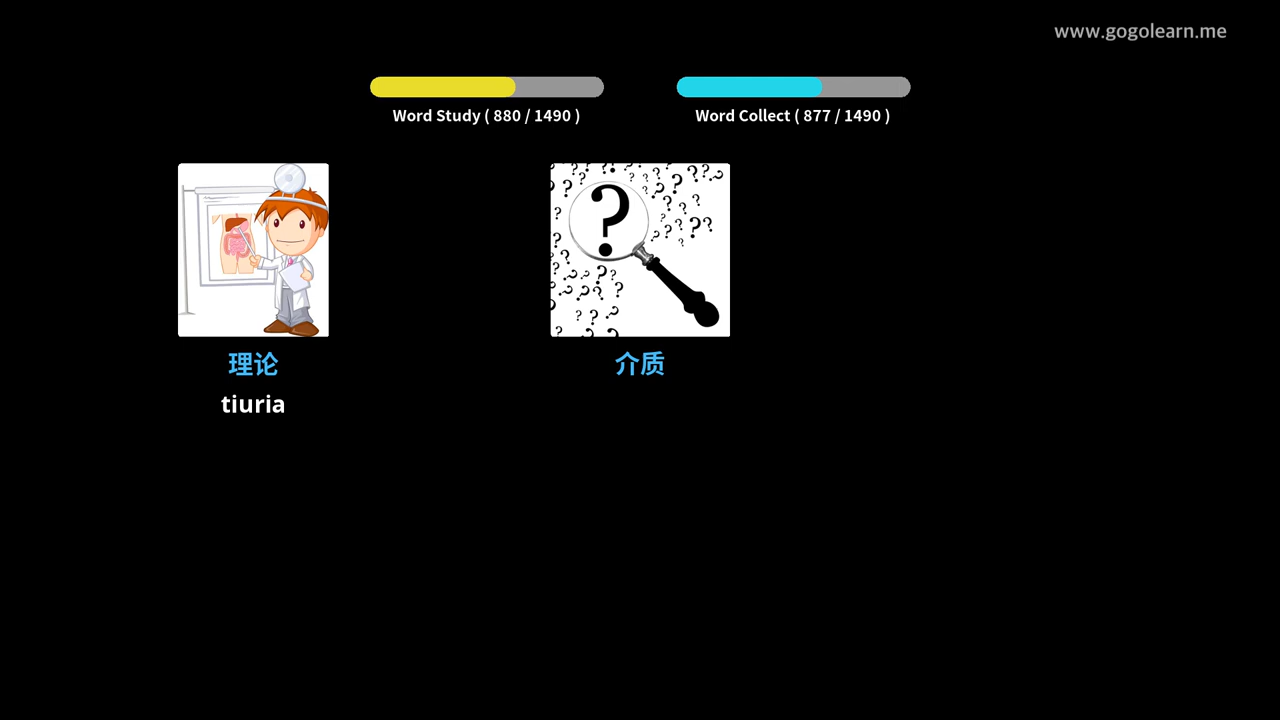 www.gogolearn.me
Word Study ( 880 / 1490 )
Word Collect ( 877 / 1490 )
理论
介质
tiuria